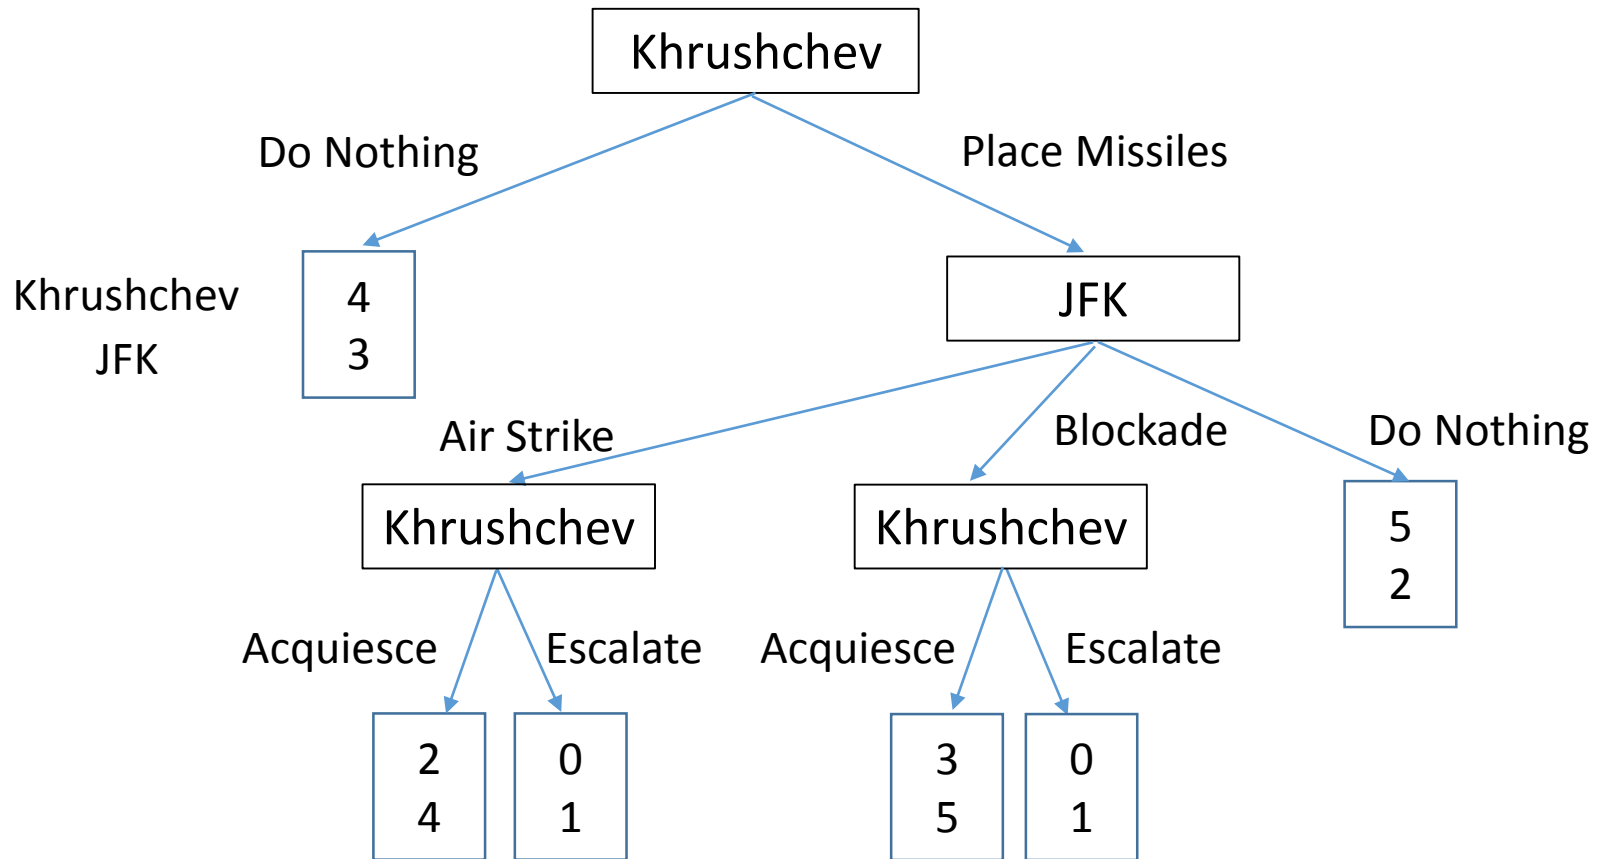 Khrushchev
Do Nothing
Place Missiles
Khrushchev
JFK
4
3
JFK
Air Strike
Blockade
Do Nothing
Khrushchev
Khrushchev
5
2
Acquiesce
Escalate
Acquiesce
Escalate
2
4
0
1
3
5
0
1